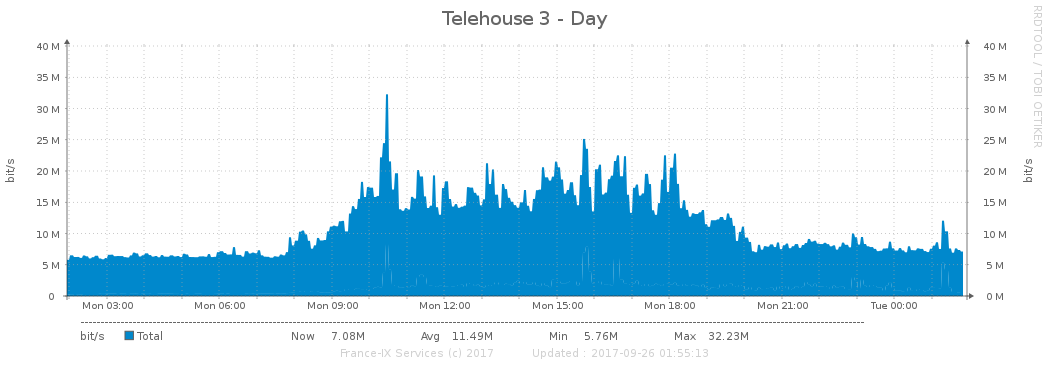 Telehouse 3 - Day
RRDTOOL / TOBI OETIKER
bit/s
bit/s
40 M 40 M
35 M 35 M
30 M 30 M
25 M 25 M
20 M 20 M
15 M 15 M
10 M 10 M
5 M 5 M
0 0 M
Mon 03:00 Mon 06:00 Mon 09:00 Mon 12:00 Mon 15:00 Mon 18:00 Mon 21:00 Tue 00:00
bit/s Total Now 7.08M Avg 11.49M Min 5.76M Max 32.23M
France-IX Services (c) 2017 Updated : 2017-09-26 01:55:13